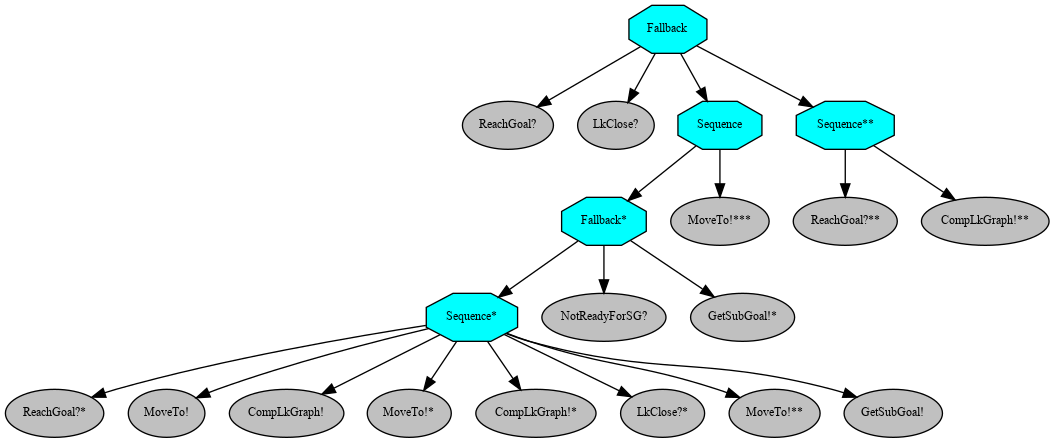 Fallback
ReachGoal?
LkClose?
Sequence
Sequence**
Fallback*
MoveTo!***
ReachGoal?**
CompLkGraph!**
Sequence*
NotReadyForSG?
GetSubGoal!*
ReachGoal?*
MoveTo!
CompLkGraph!
MoveTo!*
CompLkGraph!*
LkClose?*
MoveTo!**
GetSubGoal!